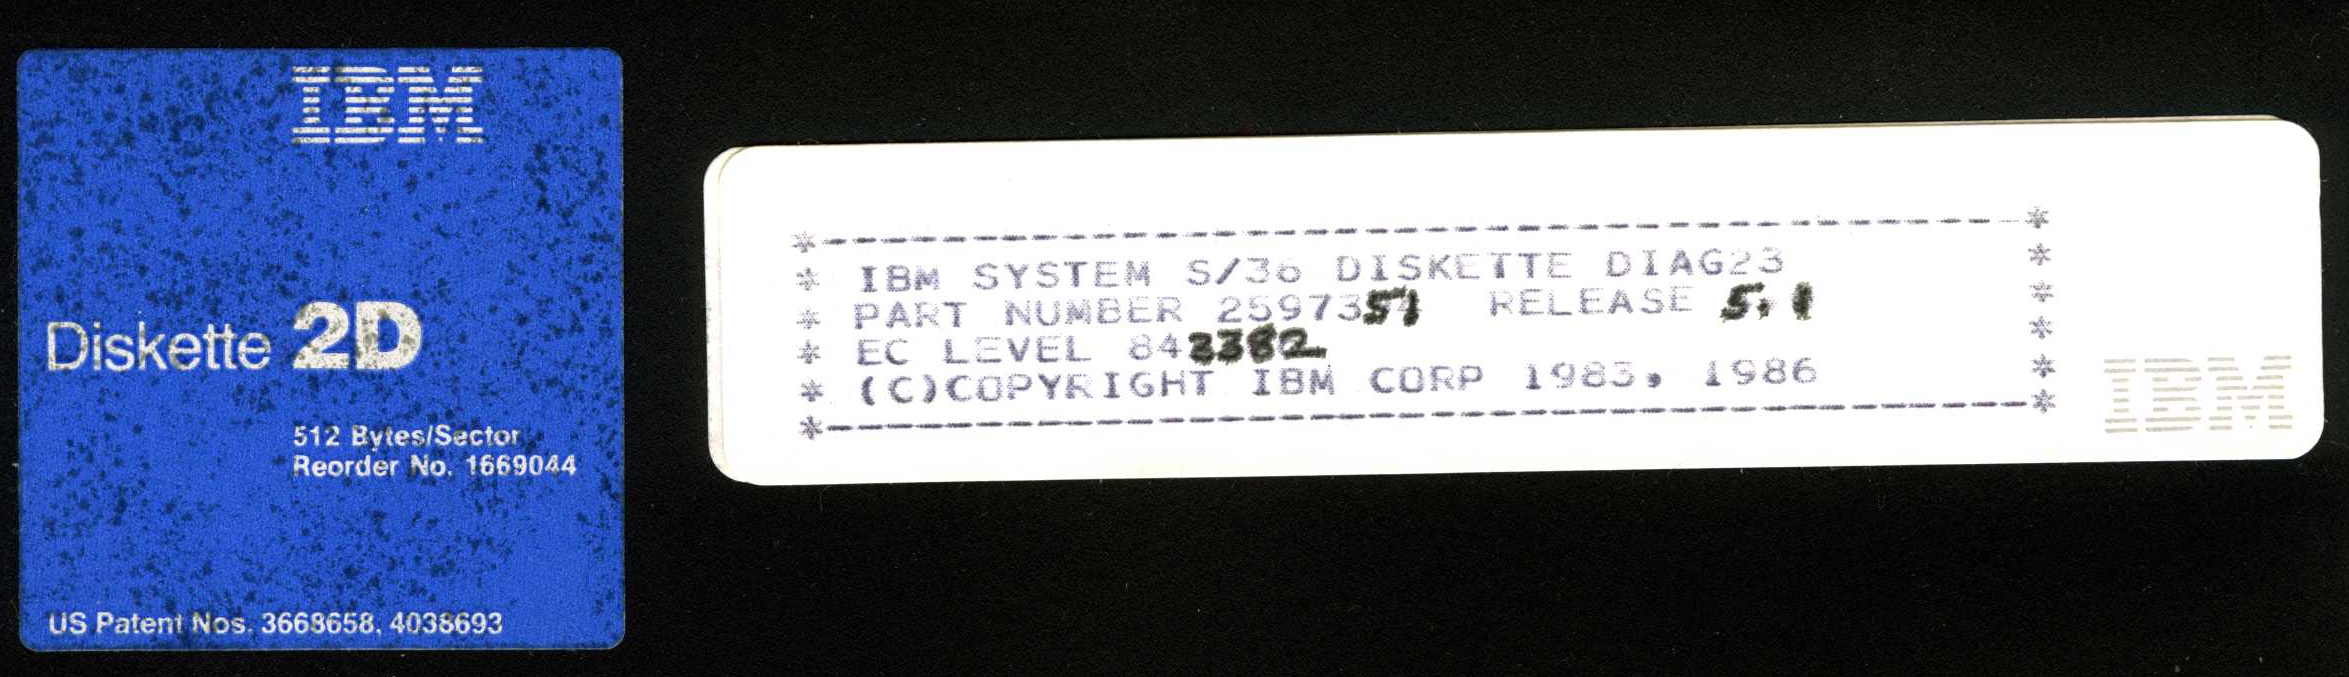 IBM
Diskette 2D
512 Bytes/Sector
Reorder No. 1669044
US Patent Nos. 3668658, 4038693
*--------------------------------*
* IBM SYSTEM S/36 DISKETTE DIAG23 *
* PART NUMBER 2597351 RELEASE 5.1 *
* EC LEVEL 843382 *
* (C)COPYRIGHT IBM CORP 1983, 1986 *
*--------------------------------*
IBM